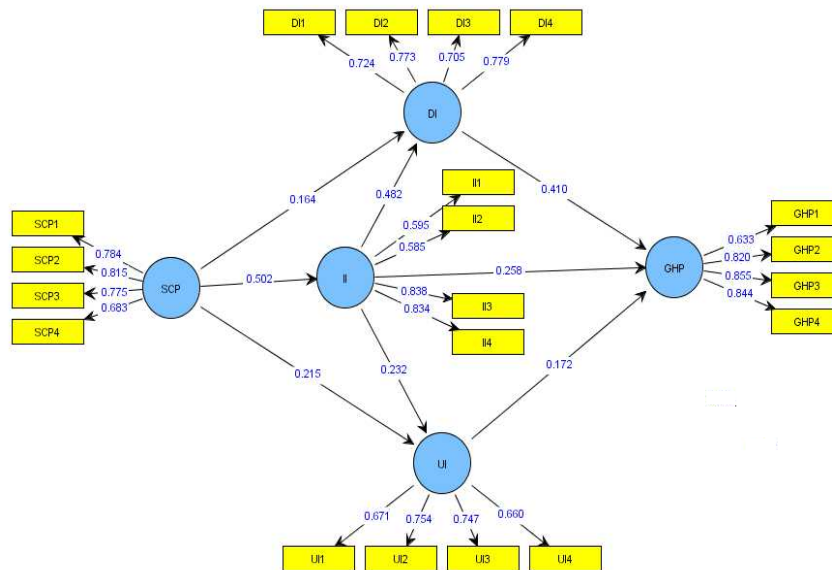 DI1 DI2 DI3 DI4
0.724 0.773 0.705 0.779
DI
0.164 0.482 0.410
II1
II2
0.595
0.585
SCP1
SCP2
SCP3
SCP4
0.784
0.815
0.775
0.683
SCP
0.502
II
0.258
0.838
0.834
II3
II4
GHP
0.633
0.820
0.855
0.844
GHP1
GHP2
GHP3
GHP4
0.215 0.232 0.172
UI
0.671 0.754 0.747 0.660
UI1 UI2 UI3 UI4